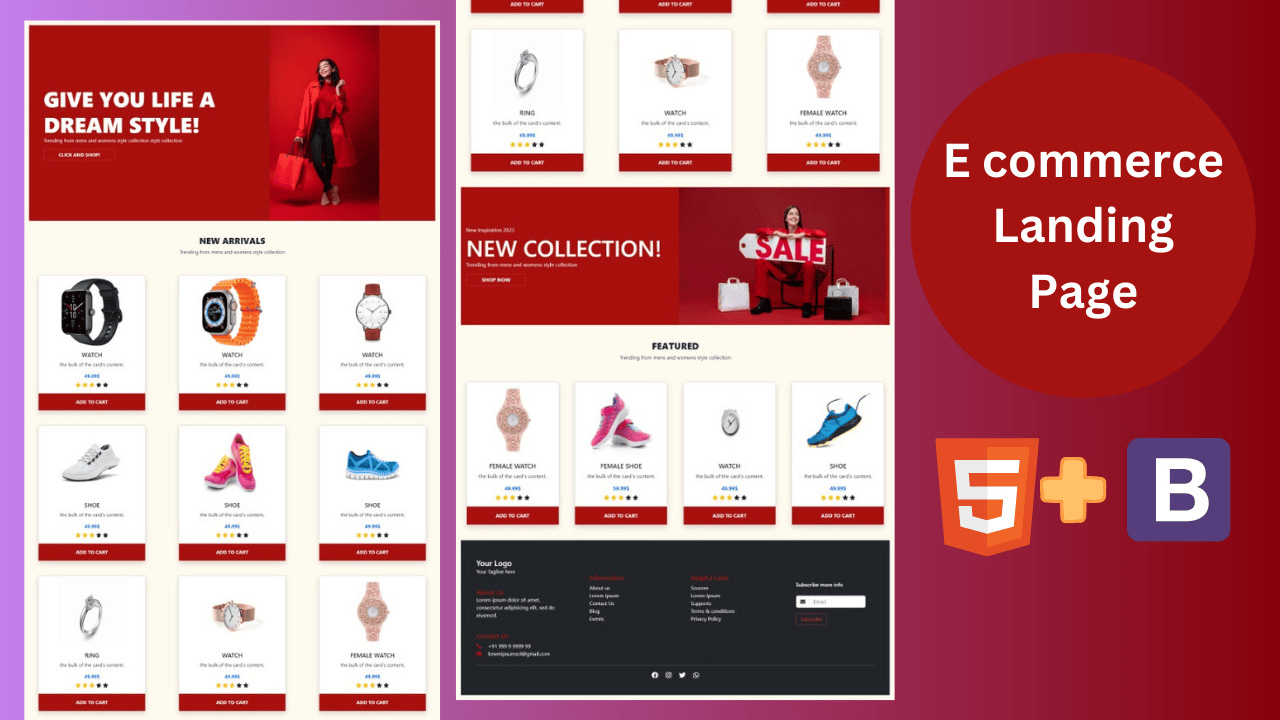 GIVE YOU LIFE A
DREAM STYLE!
Trending from mens and womens style collection style collection
CLICK AND SHOP!
NEW ARRIVALS
Trending from mens and womens style collection
WATCH
the bulk of the card's content.
49.99$
ADD TO CART
WATCH
the bulk of the card's content.
49.99$
ADD TO CART
WATCH
the bulk of the card's content.
49.99$
ADD TO CART
SHOE
the bulk of the card's content.
49.99$
ADD TO CART
SHOE
the bulk of the card's content.
49.99$
ADD TO CART
SHOE
the bulk of the card's content.
49.99$
ADD TO CART
RING
the bulk of the card's content.
49.99$
ADD TO CART
WATCH
the bulk of the card's content.
49.99$
ADD TO CART
FEMALE WATCH
the bulk of the card's content.
49.99$
ADD TO CART
ADD TO CART
ADD TO CART
ADD TO CART
RING
the bulk of the card's content.
49.99$
ADD TO CART
WATCH
the bulk of the card's content.
49.99$
ADD TO CART
FEMALE WATCH
the bulk of the card's content.
49.99$
ADD TO CART
New Inspiration 2023
NEW COLLECTION!
Trending from mens and womens style collection
SHOP NOW
SALE
FEATURED
Trending from mens and womens style collection
FEMALE WATCH
the bulk of the card's content.
49.99$
ADD TO CART
FEMALE SHOE
the bulk of the card's content.
59.99$
ADD TO CART
WATCH
the bulk of the card's content.
49.99$
ADD TO CART
SHOE
the bulk of the card's content.
49.99$
ADD TO CART
Your Logo
Your Tagline here
About Us
Lorem ipsum dolor sit amet,
consectetur adipisicing elit, sed do
eiusmod.
Contact Us
+91 999 9 9999 99
loremipsumxxl@gmail.com
Information
About us
Lorem Ipsum
Contact Us
Blog
Events
Helpful Links
Sources
Lorem Ipsum
Supports
Terms & conditions
Privacy Policy
Subscribe more info
Email
Subscribe
E commerce
Landing
Page
5
B